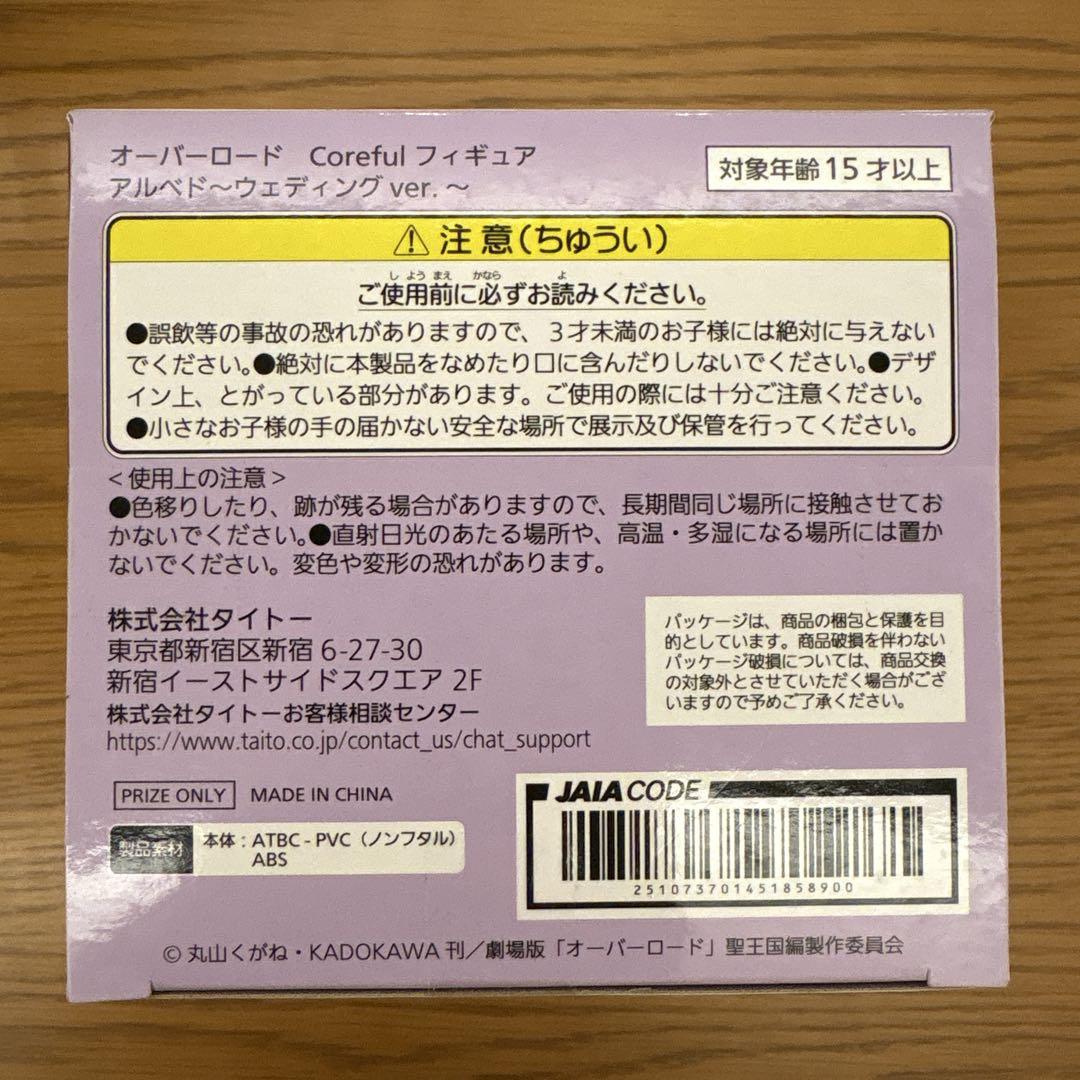 オーバーロード Coreful フィギュア
アルベド～ウェディング ver. ～
対象年齢 15 才以上
⚠ 注 意 (ちゅうい)
しようまえ かなら よ
ご使用前に必ずお読みください。
●誤飲等の事故の恐れがありますので、３才未満のお子様には絶対に与えない
でください。●絶対に本製品をなめたり口に含んだりしないでください。●デザ
イン上、とがっている部分があります。ご使用の際には十分ご注意ください。
●小さなお子様の手の届かない安全な場所で展示及び保管を行ってください。
＜使用上の注意＞
●色移りしたり、跡が残る場合がありますので、長期間同じ場所に接触させてお
かないでください。●直射日光のあたる場所や、高温・多湿になる場所には置か
ないでください。変色や変形の恐れがあります。
株式会社タイトー
東京都新宿区新宿 6-27-30
新宿イーストサイドスクエア 2F
株式会社タイトーお客様相談センター
https://www.taito.co.jp/contact_us/chat_support
パッケージは、商品の梱包と保護を目
的としています。商品破損を伴わない
パッケージ破損については、商品交換
の対象外とさせていただく場合がござ
いますので予めご了承ください。
PRIZE ONLY MADE IN CHINA
製品素材 本体：ATBC - PVC（ノンフタル）
ABS
JAIA CODE
2510737014518589​00
© 丸山くがね・KADOKAWA 刊／劇場版「オーバーロード」聖王国編製作委員会